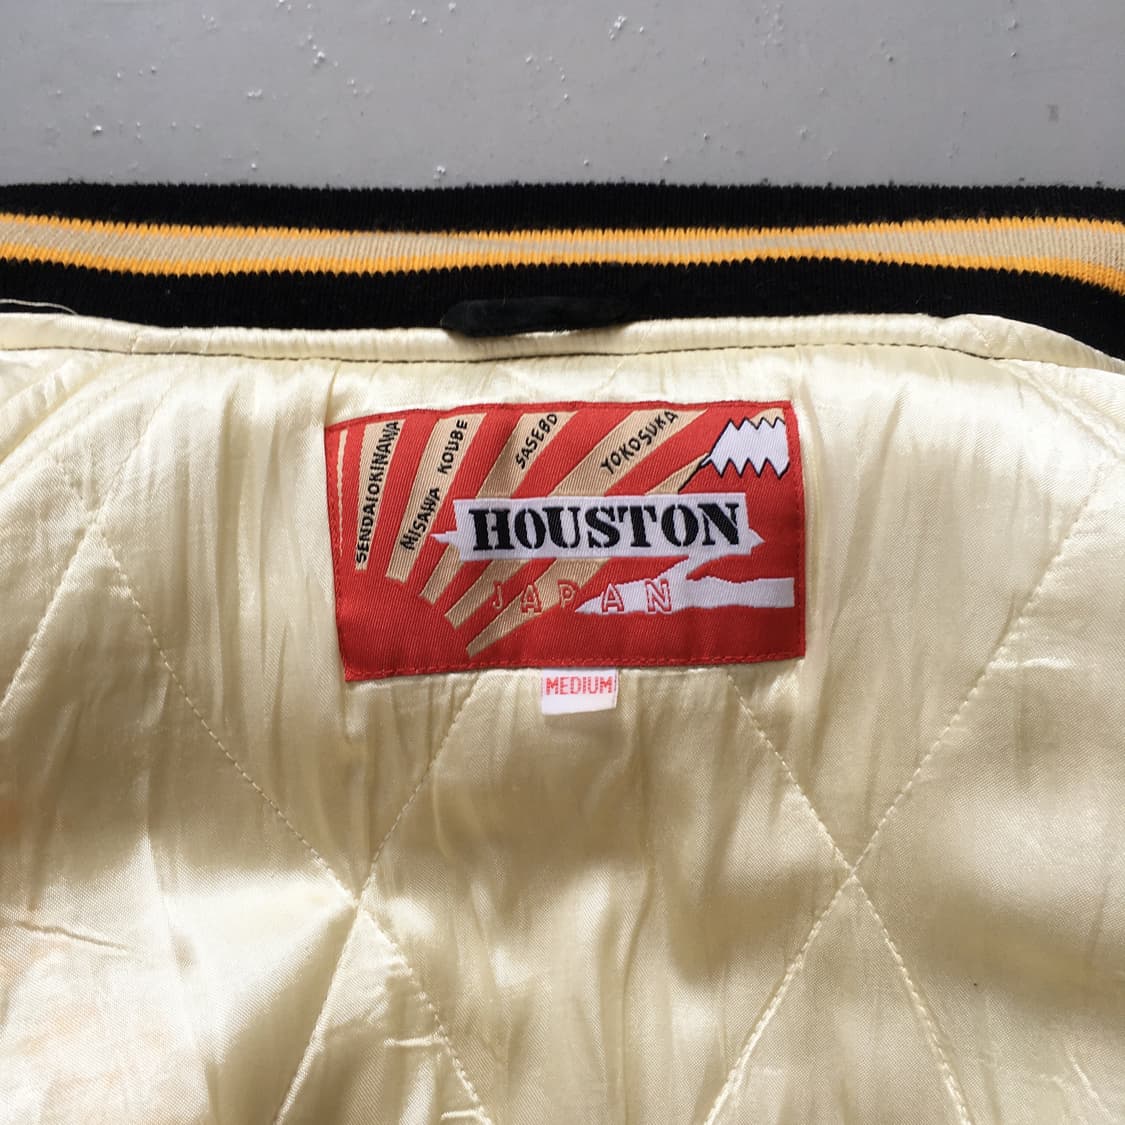 SENDAI OKINAWA
MISAWA KOUBE
SASEBO
YOKOSUKA
HOUSTON
JAPAN
MEDIUM